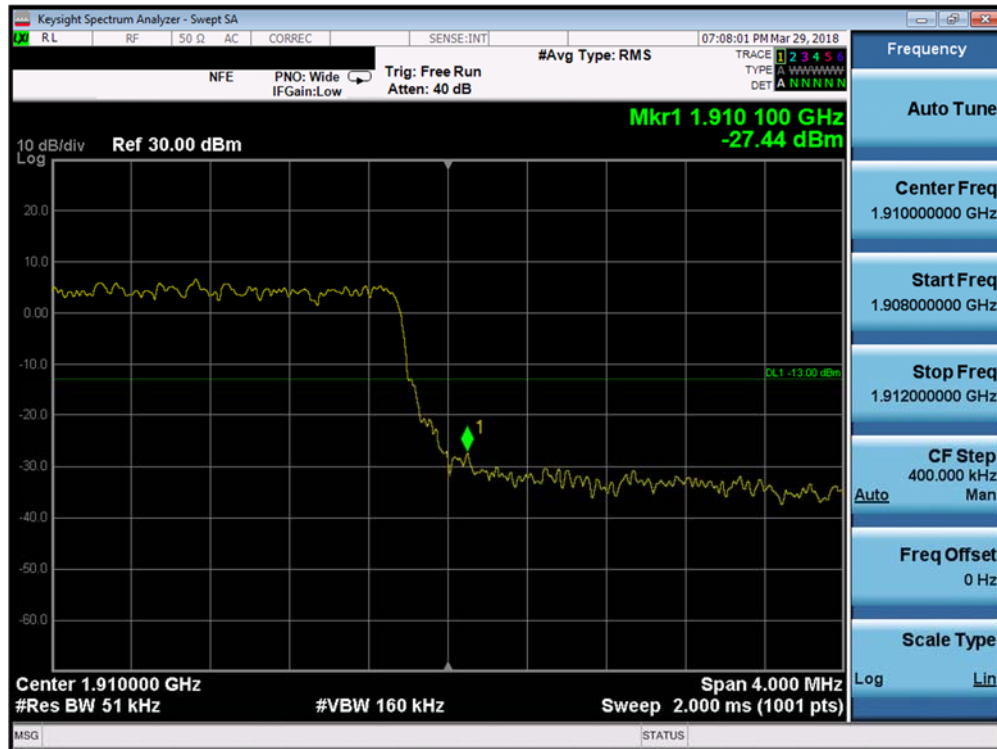 Keysight Spectrum Analyzer - Swept SA
LXI RL RF 50 Ω AC CORREC SENSE:INT 07:08:01 PM Mar 29, 2018
Frequency
NFE PNO: Wide IFGain:Low
Trig: Free Run
Atten: 40 dB
#Avg Type: RMS
TRACE 1 2 3 4 5 6
TYPE A WWWWW
DET A N N N N N
Mkr1 1.910 100 GHz
-27.44 dBm
10 dB/div Ref 30.00 dBm
Log
20.0
10.0
0.00
-10.0
-20.0
-30.0
-40.0
-50.0
-60.0
DL1 -13.00 dBm
1
Center 1.910000 GHz Span 4.000 MHz
#Res BW 51 kHz #VBW 160 kHz Sweep 2.000 ms (1001 pts)
Auto Tune
Center Freq
1.910000000 GHz
Start Freq
1.908000000 GHz
Stop Freq
1.912000000 GHz
CF Step
400.000 kHz
Auto Man
Freq Offset
0 Hz
Scale Type
Log Lin
MSG STATUS